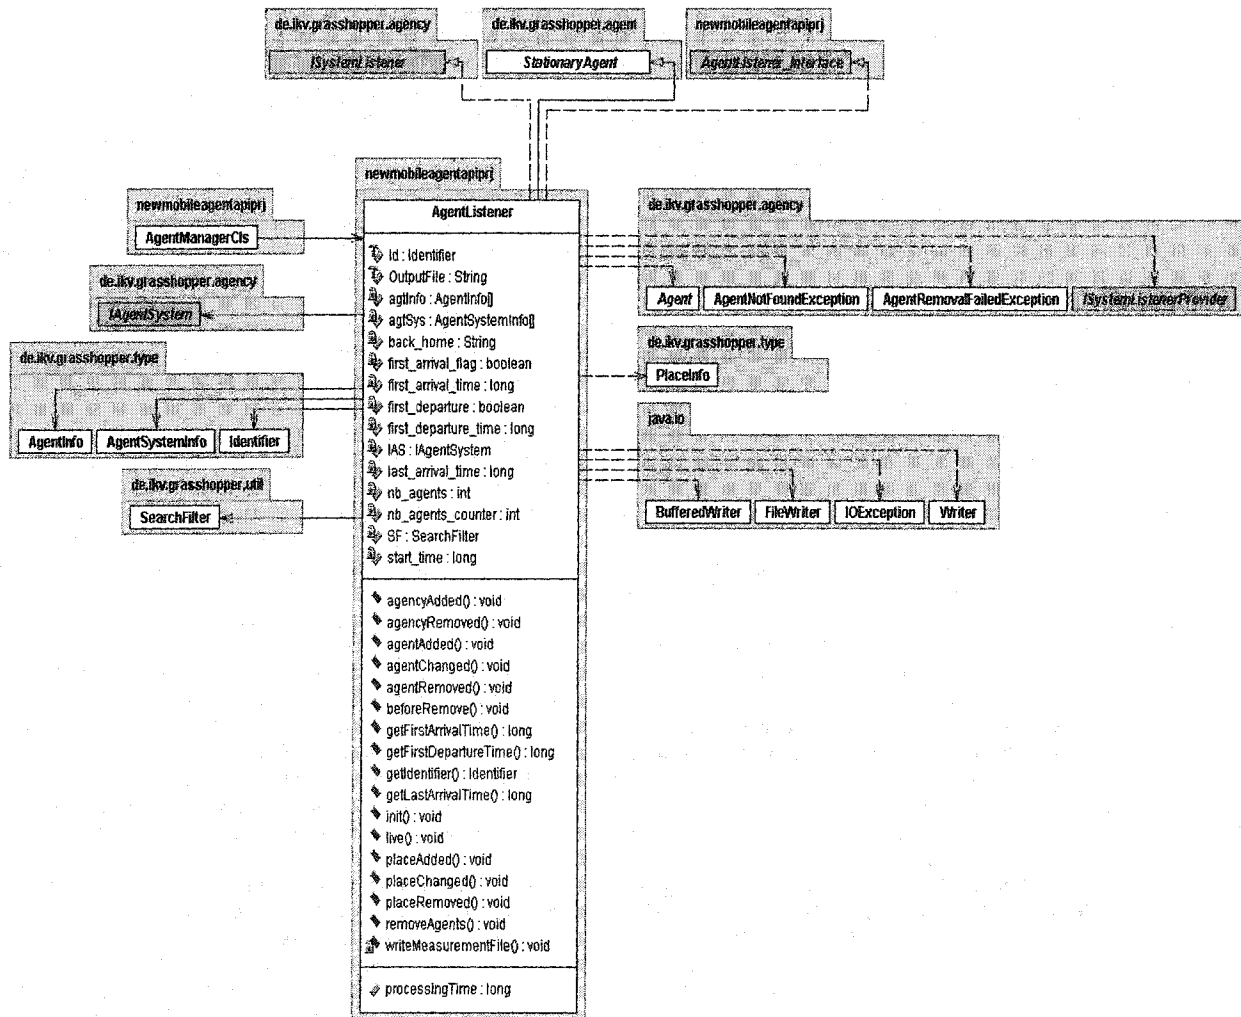 de.ikv.grasshopper.agency
ISystemListener
de.ikv.grasshopper.agent
StationaryAgent
newmobileagentapiprj
AgentListener_Interface
newmobileagentapiprj
AgentManagerCls
de.ikv.grasshopper.agency
IAgentSystem
de.ikv.grasshopper.type
AgentInfo
AgentSystemInfo
Identifier
de.ikv.grasshopper.util
SearchFilter
newmobileagentapiprj
AgentListener
Id : Identifier
OutputFile : String
agtInfo : AgentInfo[]
agtSys : AgentSystemInfo[]
back_home : String
first_arrival_flag : boolean
first_arrival_time : long
first_departure : boolean
first_departure_time : long
IAS : IAgentSystem
last_arrival_time : long
nb_agents : int
nb_agents_counter : int
SF : SearchFilter
start_time : long
agencyAdded() : void
agencyRemoved() : void
agentAdded() : void
agentChanged() : void
agentRemoved() : void
beforeRemove() : void
getFirstArrivalTime() : long
getFirstDepartureTime() : long
getIdentifier() : Identifier
getLastArrivalTime() : long
init() : void
live() : void
placeAdded() : void
placeChanged() : void
placeRemoved() : void
removeAgents() : void
writeMeasurementFile() : void
processingTime : long
de.ikv.grasshopper.agency
Agent
AgentNotFoundException
AgentRemovalFailedException
ISystemListenerProvider
de.ikv.grasshopper.type
PlaceInfo
java.io
BufferedWriter
FileWriter
IOException
Writer